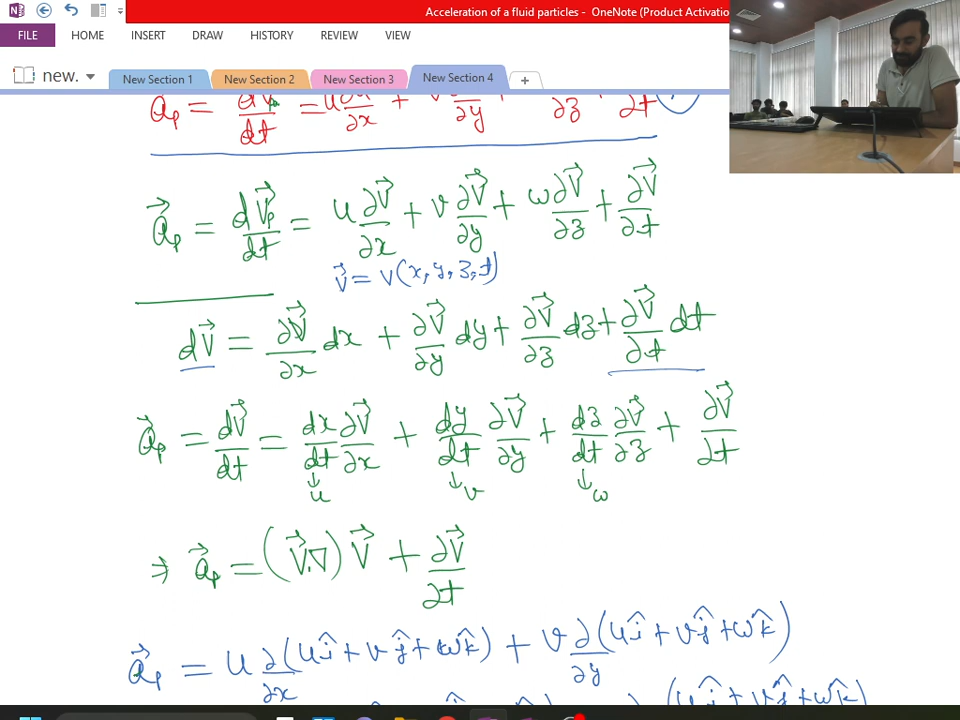 Acceleration of a fluid particles - OneNote (Product Activatio
FILE HOME INSERT DRAW HISTORY REVIEW VIEW
new. New Section 1 New Section 2 New Section 3 New Section 4 +
a⃗p = dV⃗p/dt = u ∂V⃗/∂x + v ∂V⃗/∂y + w ∂V⃗/∂z + ∂V⃗/∂t
V⃗ = V(x, y, z, t)
dV⃗ = ∂V⃗/∂x dx + ∂V⃗/∂y dy + ∂V⃗/∂z dz + ∂V⃗/∂t dt
a⃗p = dV⃗/dt = dx/dt ∂V⃗/∂x + dy/dt ∂V⃗/∂y + dz/dt ∂V⃗/∂z + ∂V⃗/∂t
↓u ↓v ↓w
⇒ a⃗p = (V⃗.∇) V⃗ + ∂V⃗/∂t
a⃗p = u ∂/∂x (uî + vĵ + wk̂) + v ∂/∂y (uî + vĵ + wk̂)